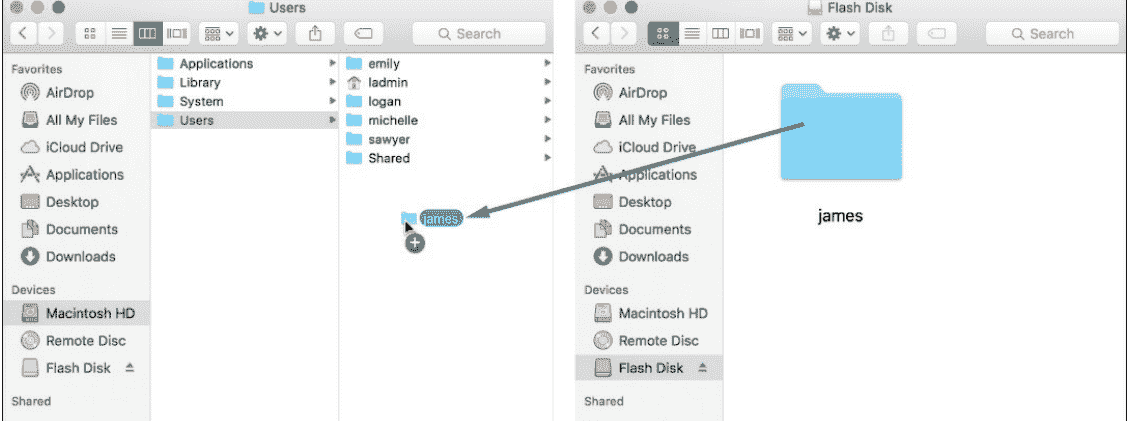 Users
Search
Favorites
AirDrop
All My Files
iCloud Drive
Applications
Desktop
Documents
Downloads
Devices
Macintosh HD
Remote Disc
Flash Disk
Shared
Applications
Library
System
Users
emily
ladmin
logan
michelle
sawyer
Shared
james
Flash Disk
Search
Favorites
AirDrop
All My Files
iCloud Drive
Applications
Desktop
Documents
Downloads
Devices
Macintosh HD
Remote Disc
Flash Disk
Shared
james